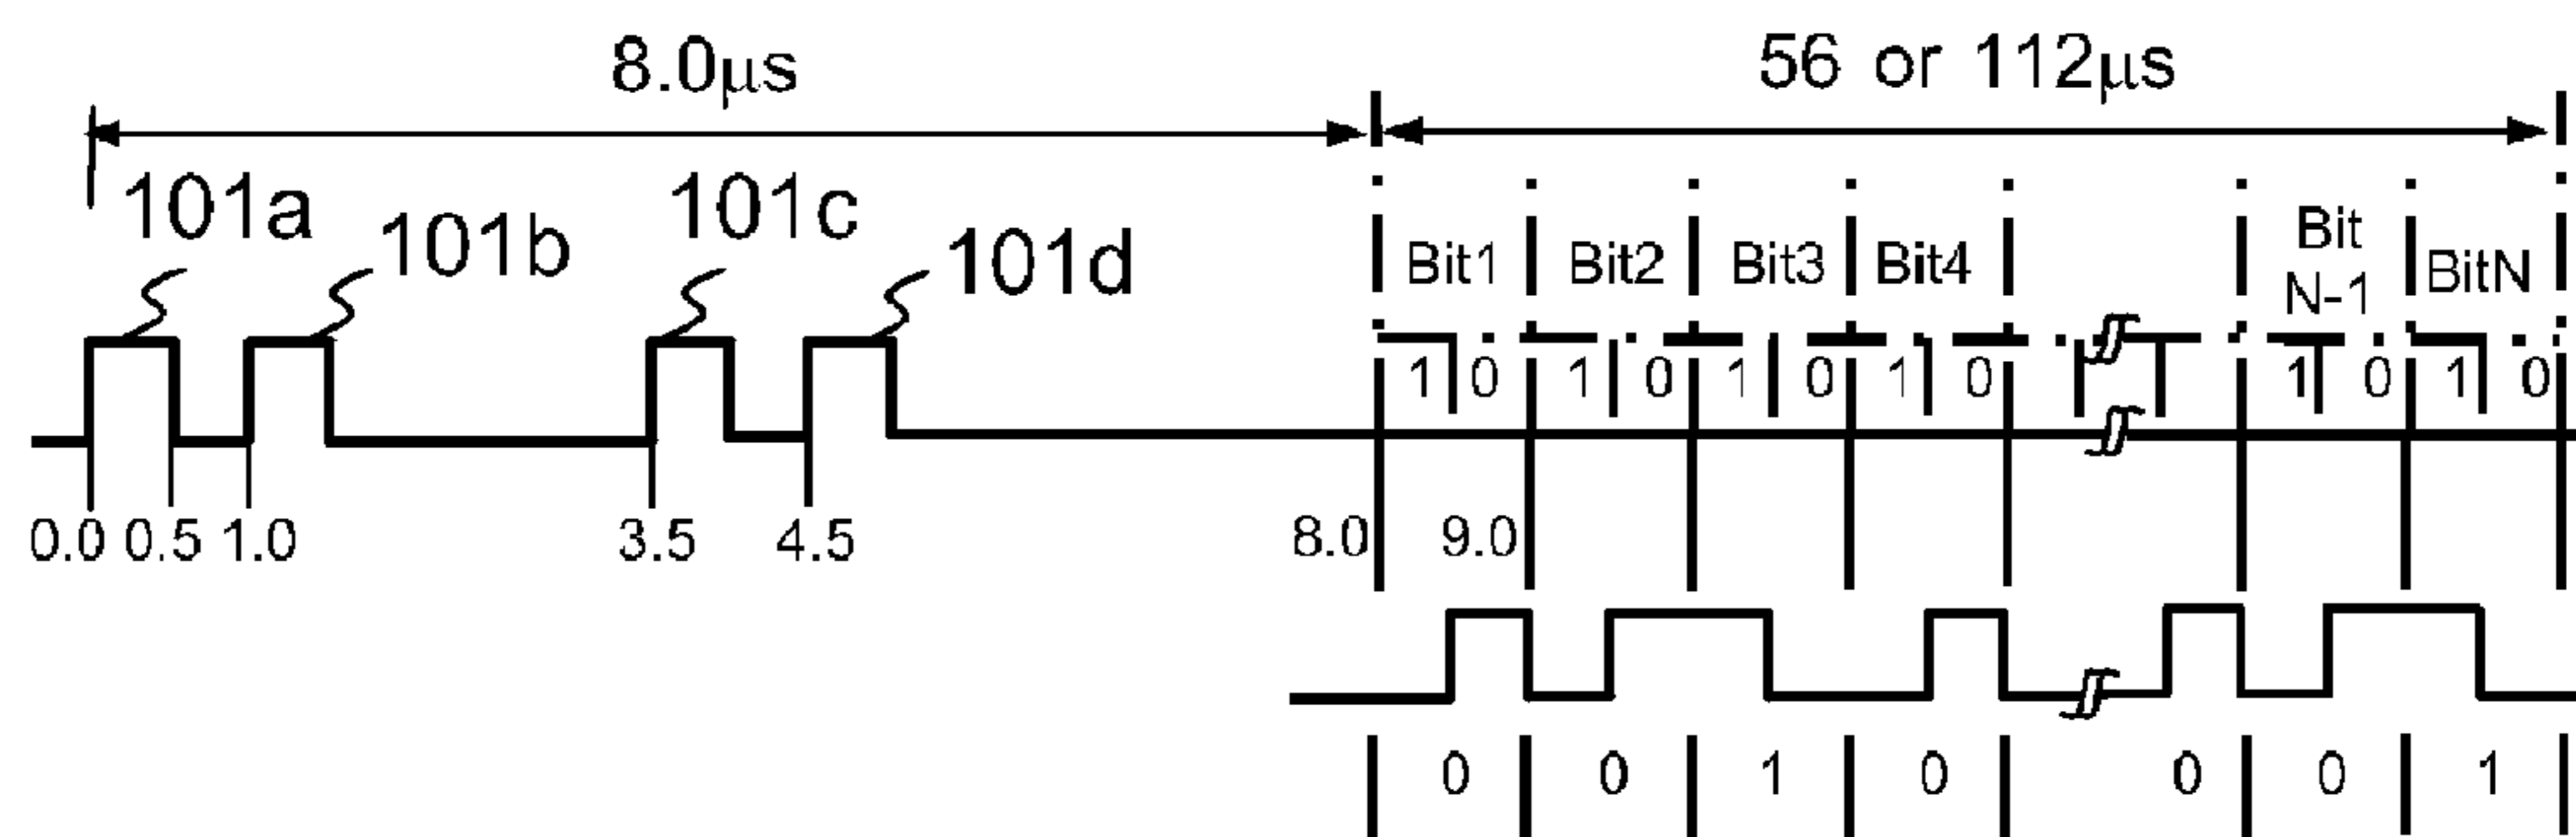 8.0μs 56 or 112μs
101a 101b 101c 101d
Bit1 Bit2 Bit3 Bit4 Bit N-1 BitN
1 0 1 0 1 0 1 0 1 0 1 0
0.0 0.5 1.0 3.5 4.5 8.0 9.0
0 0 1 0 0 0 1